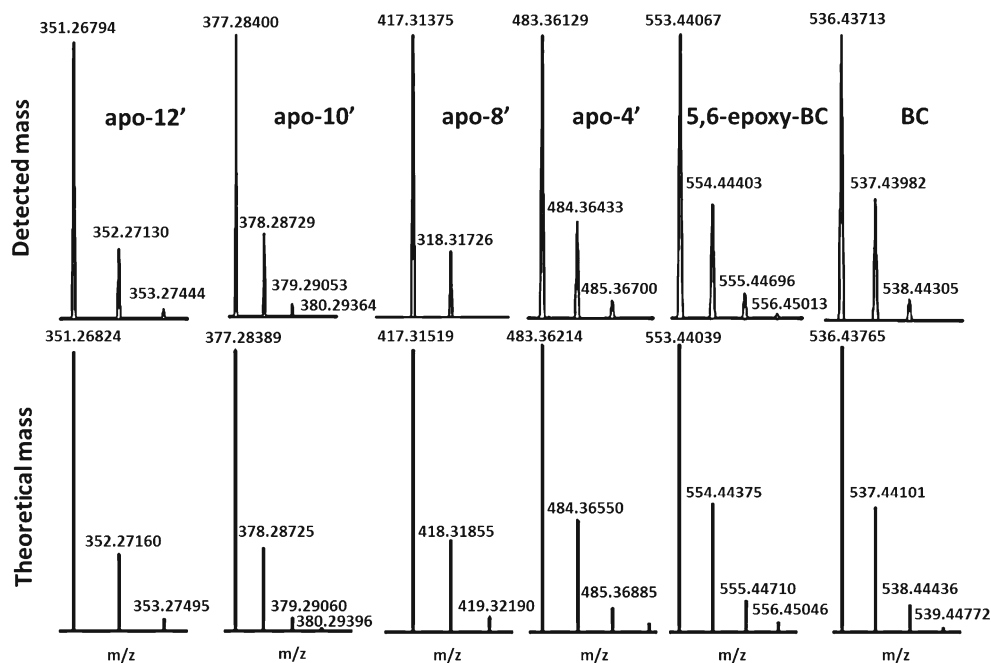 Detected mass
351.26794
377.28400
417.31375
483.36129
553.44067
536.43713
apo-12’
apo-10’
apo-8’
apo-4’
5,6-epoxy-BC
BC
352.27130
353.27444
378.28729
379.29053
380.29364
318.31726
484.36433
485.36700
554.44403
555.44696
556.45013
537.43982
538.44305
Theoretical mass
351.26824
377.28389
417.31519
483.36214
553.44039
536.43765
352.27160
353.27495
378.28725
379.29060
380.29396
418.31855
419.32190
484.36550
485.36885
554.44375
555.44710
556.45046
537.44101
538.44436
539.44772
m/z
m/z
m/z
m/z
m/z
m/z